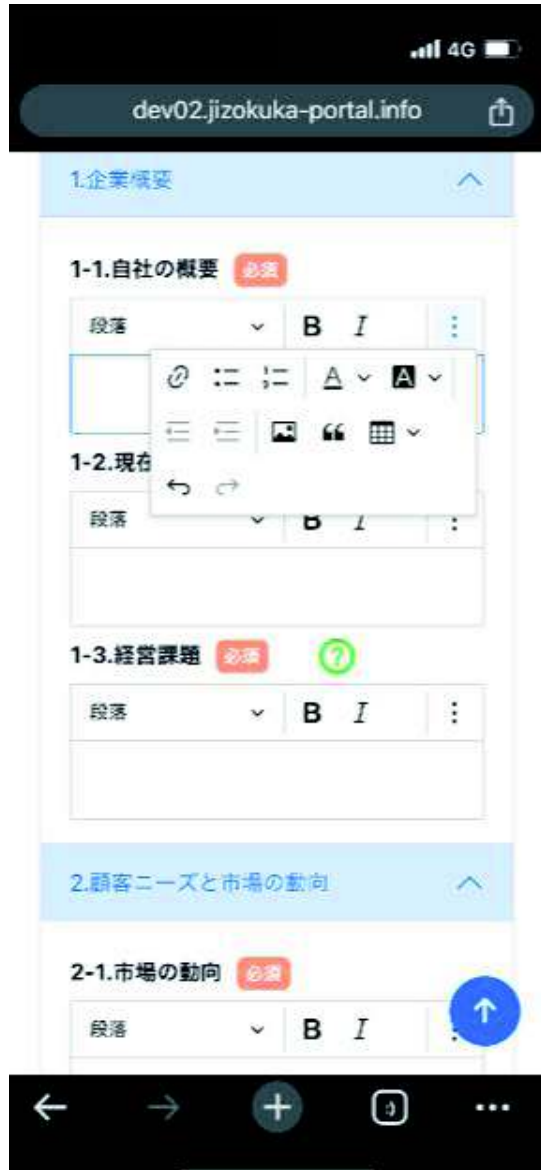 4G
dev02.jizokuka-portal.info
1.企業概要
1-1.自社の概要 必須
段落 B I
A A
1-2.現在
段落 B I
1-3.経営課題 必須 ?
段落 B I
2.顧客ニーズと市場の動向
2-1.市場の動向 必須
段落 B I
:)